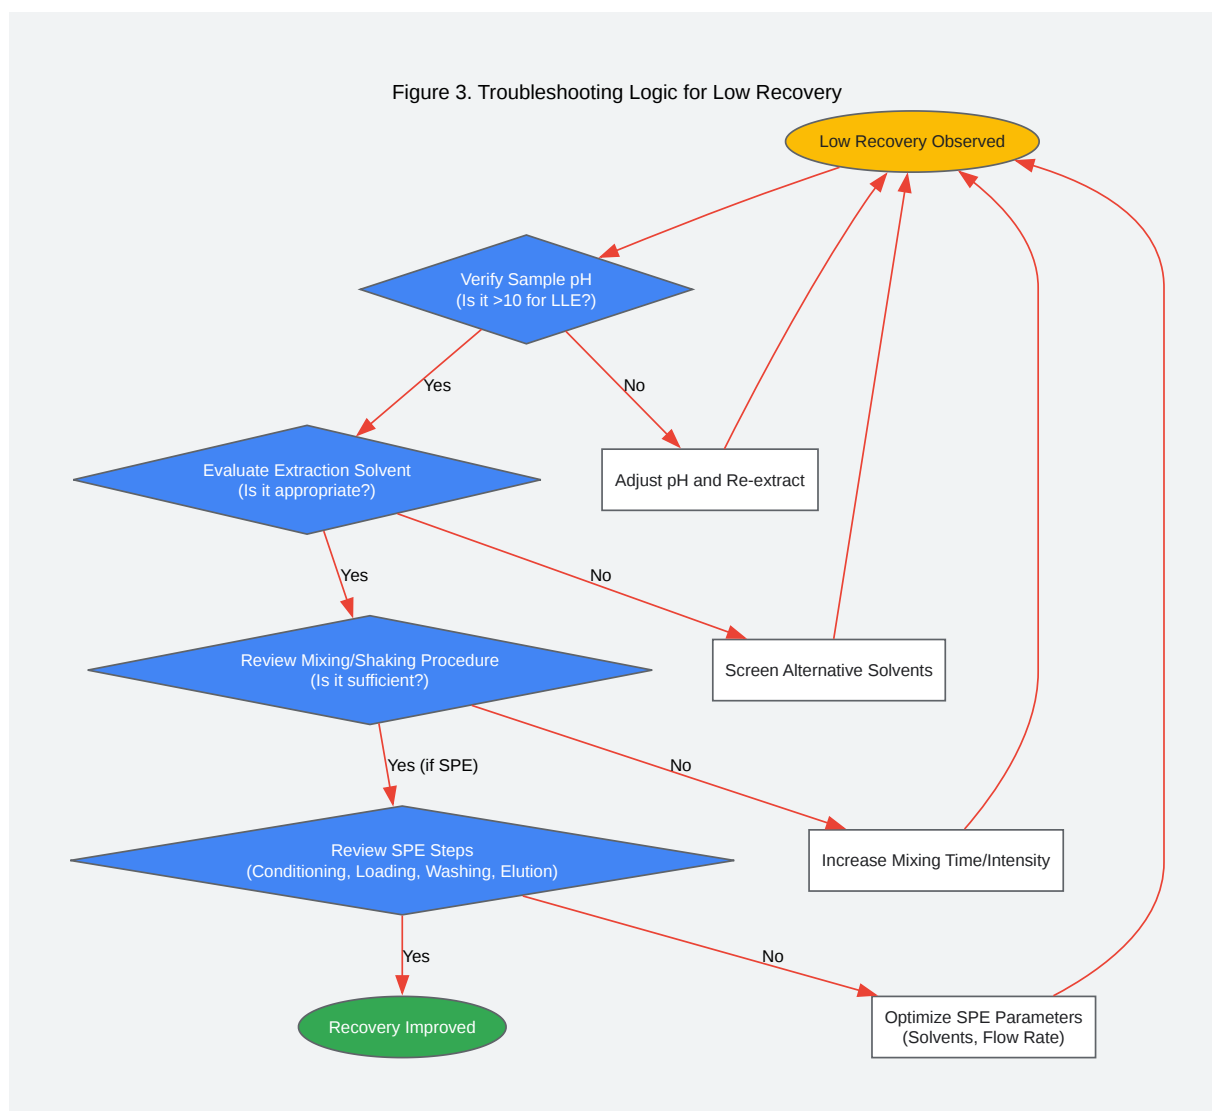 Figure 3. Troubleshooting Logic for Low Recovery
Low Recovery Observed
Verify Sample pH
(Is it >10 for LLE?)
Yes
No
Evaluate Extraction Solvent
(Is it appropriate?)
Adjust pH and Re-extract
Yes
No
Review Mixing/Shaking Procedure
(Is it sufficient?)
Screen Alternative Solvents
Yes (if SPE)
No
Review SPE Steps
(Conditioning, Loading, Washing, Elution)
Increase Mixing Time/Intensity
Yes
No
Recovery Improved
Optimize SPE Parameters
(Solvents, Flow Rate)